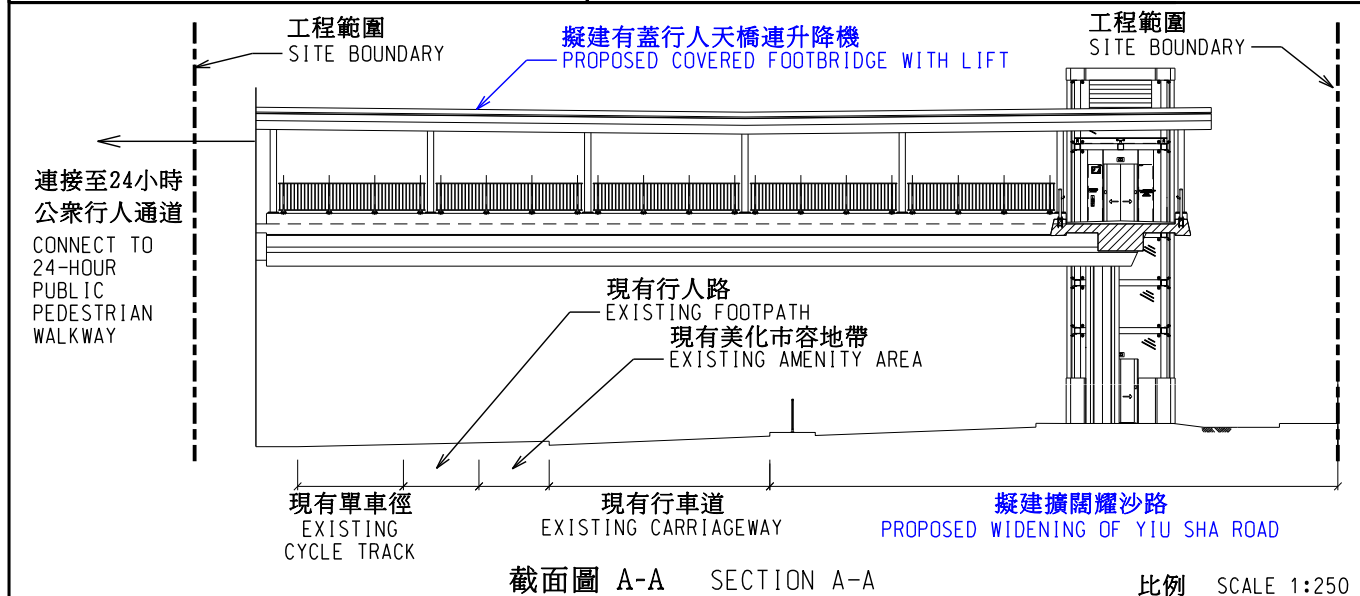 工程範圍
SITE BOUNDARY
擬建有蓋行人天橋連升降機
PROPOSED COVERED FOOTBRIDGE WITH LIFT
工程範圍
SITE BOUNDARY
連接至24小時
公衆行人通道
CONNECT TO
24-HOUR
PUBLIC
PEDESTRIAN
WALKWAY
現有行人路
EXISTING FOOTPATH
現有美化市容地帶
EXISTING AMENITY AREA
現有單車徑
EXISTING
CYCLE TRACK
現有行車道
EXISTING CARRIAGEWAY
擬建擴闊耀沙路
PROPOSED WIDENING OF YIU SHA ROAD
截面圖 A-A SECTION A-A
比例 SCALE 1:250